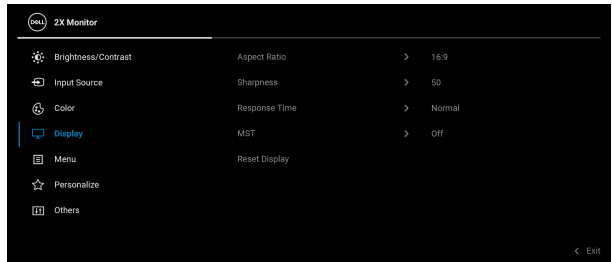 DELL 2X Monitor
Brightness/Contrast Aspect Ratio > 16:9
Input Source Sharpness > 50
Color Response Time > Normal
Display MST > Off
Menu Reset Display
Personalize
Others
< Exit